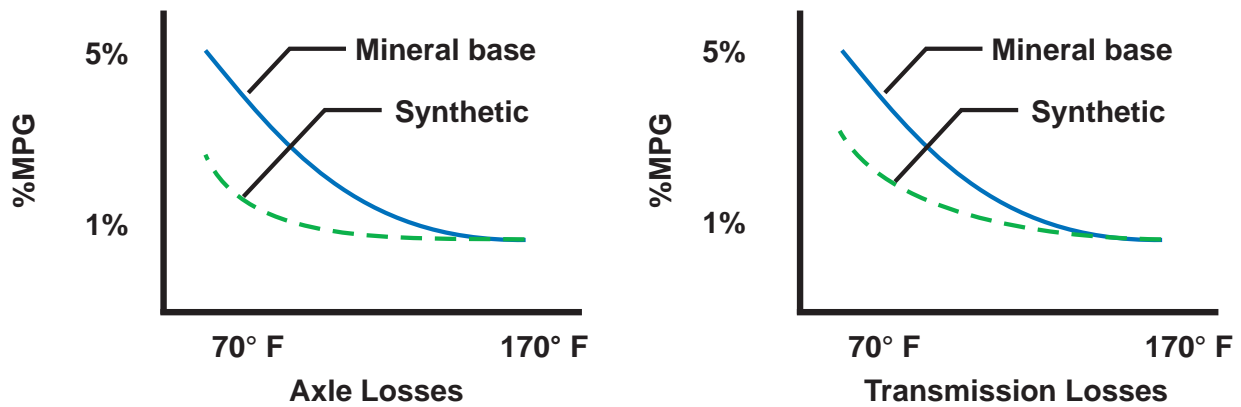 5%
Mineral base
Synthetic
%MPG
1%
70° F
170° F
Axle Losses
5%
Mineral base
Synthetic
%MPG
1%
70° F
170° F
Transmission Losses